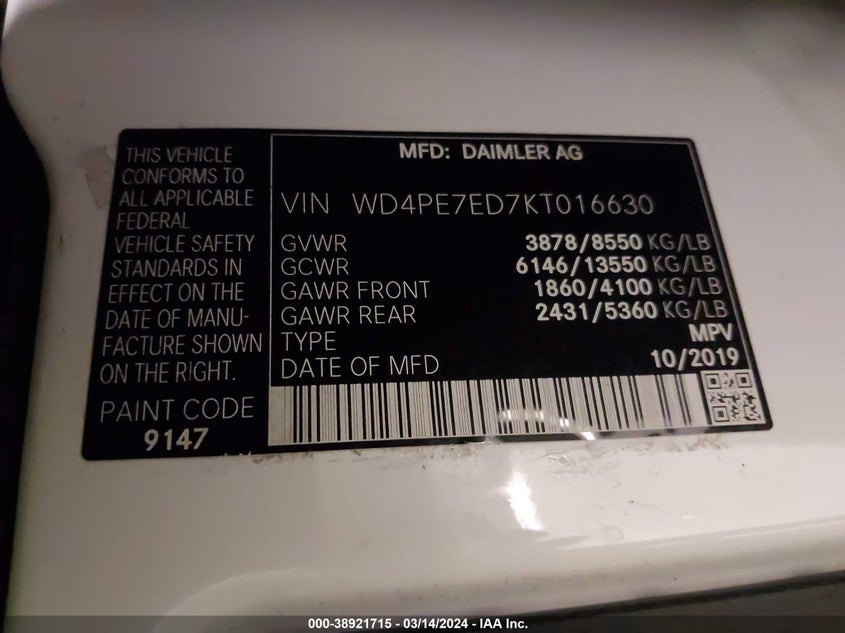 THIS VEHICLE
CONFORMS TO
ALL APPLICABLE
FEDERAL
VEHICLE SAFETY
STANDARDS IN
EFFECT ON THE
DATE OF MANU-
FACTURE SHOWN
ON THE RIGHT.
PAINT CODE
9147
MFD: DAIMLER AG
VIN WD4PE7ED7KT016630
GVWR 3878/8550 KG/LB
GCWR 6146/13550 KG/LB
GAWR FRONT 1860/4100 KG/LB
GAWR REAR 2431/5360 KG/LB
TYPE MPV
DATE OF MFD 10/2019
000-38921715 - 03/14/2024 - IAA Inc.